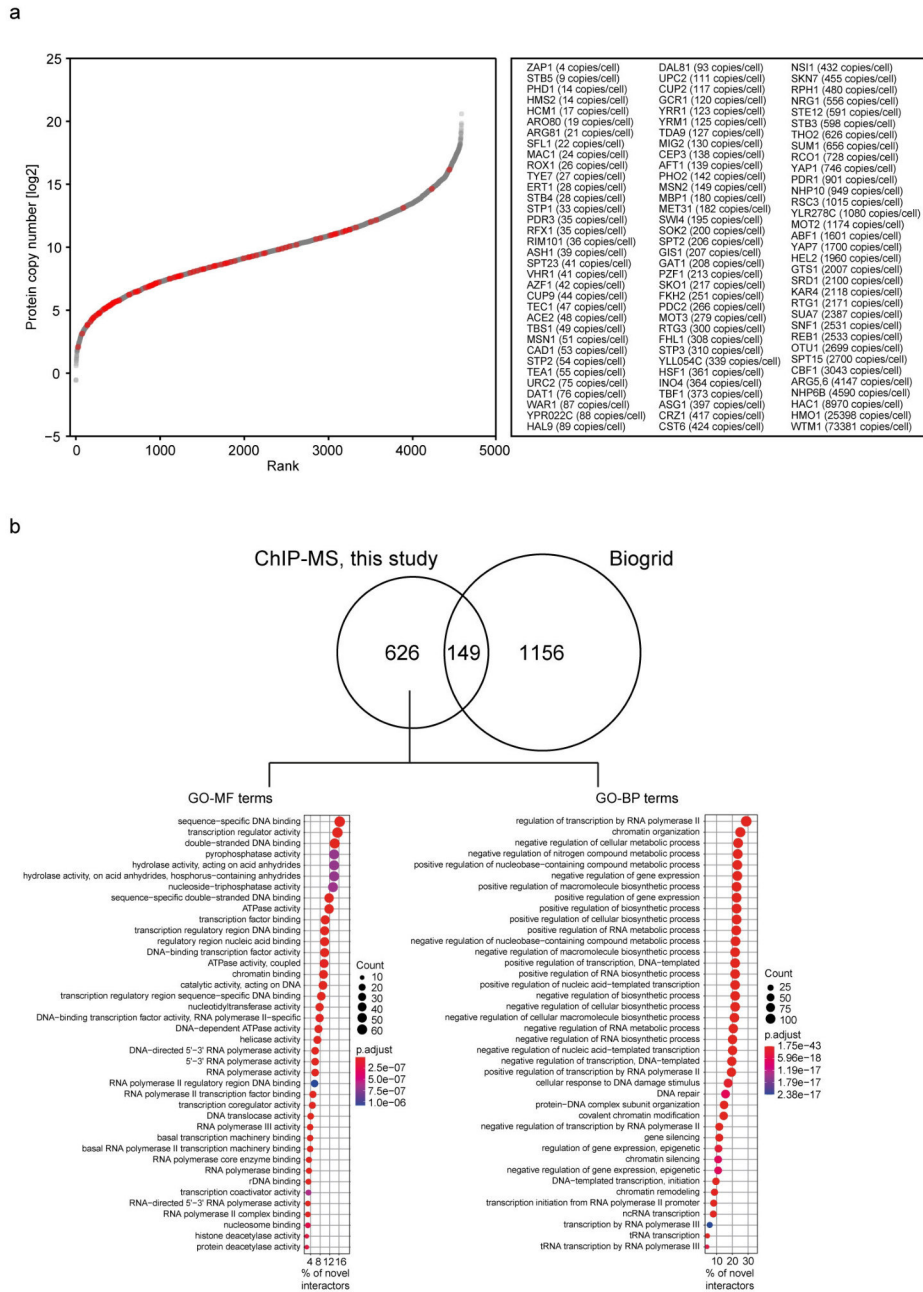 a
25
20
15
10
5
0
−5
Protein copy number [log2]
0
1000
2000
3000
4000
5000
Rank
ZAP1 (4 copies/cell)
STB5 (9 copies/cell)
PHD1 (14 copies/cell)
HMS2 (14 copies/cell)
HCM1 (17 copies/cell)
ARO80 (19 copies/cell)
ARG81 (21 copies/cell)
SFL1 (22 copies/cell)
MAC1 (24 copies/cell)
ROX1 (26 copies/cell)
TYE7 (27 copies/cell)
ERT1 (28 copies/cell)
STB4 (28 copies/cell)
STP1 (33 copies/cell)
PDR3 (35 copies/cell)
RFX1 (35 copies/cell)
RIM101 (36 copies/cell)
ASH1 (39 copies/cell)
SPT23 (41 copies/cell)
VHR1 (41 copies/cell)
AZF1 (42 copies/cell)
CUP9 (44 copies/cell)
TEC1 (47 copies/cell)
ACE2 (48 copies/cell)
TBS1 (49 copies/cell)
MSN1 (51 copies/cell)
CAD1 (53 copies/cell)
STP2 (54 copies/cell)
TEA1 (55 copies/cell)
URC2 (75 copies/cell)
DAT1 (76 copies/cell)
WAR1 (87 copies/cell)
YPR022C (88 copies/cell)
HAL9 (89 copies/cell)
DAL81 (93 copies/cell)
UPC2 (111 copies/cell)
CUP2 (117 copies/cell)
GCR1 (120 copies/cell)
YRR1 (123 copies/cell)
YRM1 (125 copies/cell)
TDA9 (127 copies/cell)
MIG2 (130 copies/cell)
CEP3 (138 copies/cell)
AFT1 (139 copies/cell)
PHO2 (142 copies/cell)
MSN2 (149 copies/cell)
MBP1 (180 copies/cell)
MET31 (182 copies/cell)
SWI4 (195 copies/cell)
SOK2 (200 copies/cell)
SPT2 (206 copies/cell)
GIS1 (207 copies/cell)
GAT1 (208 copies/cell)
PZF1 (213 copies/cell)
SKO1 (217 copies/cell)
FKH2 (251 copies/cell)
PDC2 (266 copies/cell)
MOT3 (279 copies/cell)
RTG3 (300 copies/cell)
FHL1 (308 copies/cell)
STP3 (310 copies/cell)
YLL054C (339 copies/cell)
HSF1 (361 copies/cell)
INO4 (364 copies/cell)
TBF1 (373 copies/cell)
ASG1 (397 copies/cell)
CRZ1 (417 copies/cell)
CST6 (424 copies/cell)
NSI1 (432 copies/cell)
SKN7 (455 copies/cell)
RPH1 (480 copies/cell)
NRG1 (556 copies/cell)
STE12 (591 copies/cell)
STB3 (598 copies/cell)
THO2 (626 copies/cell)
SUM1 (656 copies/cell)
RCO1 (728 copies/cell)
YAP1 (746 copies/cell)
PDR1 (901 copies/cell)
NHP10 (949 copies/cell)
RSC3 (1015 copies/cell)
YLR278C (1080 copies/cell)
MOT2 (1174 copies/cell)
ABF1 (1601 copies/cell)
YAP7 (1700 copies/cell)
HEL2 (1960 copies/cell)
GTS1 (2007 copies/cell)
SRD1 (2100 copies/cell)
KAR4 (2118 copies/cell)
RTG1 (2171 copies/cell)
SUA7 (2387 copies/cell)
SNF1 (2531 copies/cell)
REB1 (2533 copies/cell)
OTU1 (2699 copies/cell)
SPT15 (2700 copies/cell)
CBF1 (3043 copies/cell)
ARG5,6 (4147 copies/cell)
NHP6B (4590 copies/cell)
HAC1 (8970 copies/cell)
HMO1 (25398 copies/cell)
WTM1 (73381 copies/cell)
b
ChIP-MS, this study
Biogrid
626
149
1156
GO-MF terms
sequence−specific DNA binding
transcription regulator activity
double−stranded DNA binding
pyrophosphatase activity
hydrolase activity, acting on acid anhydrides
hydrolase activity, on acid anhydrides, hosphorus-containing anhydrides
nucleoside−triphosphatase activity
sequence−specific double−stranded DNA binding
ATPase activity
transcription factor binding
transcription regulatory region DNA binding
regulatory region nucleic acid binding
DNA−binding transcription factor activity
ATPase activity, coupled
chromatin binding
catalytic activity, acting on DNA
transcription regulatory region sequence−specific DNA binding
nucleotidyltransferase activity
DNA−binding transcription factor activity, RNA polymerase II−specific
DNA−dependent ATPase activity
helicase activity
DNA−directed 5'−3' RNA polymerase activity
5'−3' RNA polymerase activity
RNA polymerase activity
RNA polymerase II regulatory region DNA binding
RNA polymerase II transcription factor binding
transcription coregulator activity
DNA translocase activity
RNA polymerase III activity
basal transcription machinery binding
basal RNA polymerase II transcription machinery binding
RNA polymerase core enzyme binding
RNA polymerase binding
rDNA binding
transcription coactivator activity
RNA−directed 5'−3' RNA polymerase activity
RNA polymerase II complex binding
nucleosome binding
histone deacetylase activity
protein deacetylase activity
4 8 12 16
% of novel
interactors
Count
10
20
30
40
50
60
p.adjust
2.5e−07
5.0e−07
7.5e−07
1.0e−06
GO-BP terms
regulation of transcription by RNA polymerase II
chromatin organization
negative regulation of cellular metabolic process
negative regulation of nitrogen compound metabolic process
positive regulation of nucleobase−containing compound metabolic process
negative regulation of gene expression
positive regulation of macromolecule biosynthetic process
positive regulation of gene expression
positive regulation of biosynthetic process
positive regulation of cellular biosynthetic process
positive regulation of RNA metabolic process
negative regulation of nucleobase−containing compound metabolic process
negative regulation of macromolecule biosynthetic process
positive regulation of transcription, DNA−templated
positive regulation of RNA biosynthetic process
positive regulation of nucleic acid−templated transcription
negative regulation of biosynthetic process
negative regulation of cellular biosynthetic process
negative regulation of cellular macromolecule biosynthetic process
negative regulation of RNA metabolic process
negative regulation of RNA biosynthetic process
negative regulation of nucleic acid−templated transcription
negative regulation of transcription, DNA−templated
positive regulation of transcription by RNA polymerase II
cellular response to DNA damage stimulus
DNA repair
protein−DNA complex subunit organization
covalent chromatin modification
negative regulation of transcription by RNA polymerase II
gene silencing
regulation of gene expression, epigenetic
chromatin silencing
negative regulation of gene expression, epigenetic
DNA−templated transcription, initiation
chromatin remodeling
transcription initiation from RNA polymerase II promoter
ncRNA transcription
transcription by RNA polymerase III
tRNA transcription
tRNA transcription by RNA polymerase III
10 20 30
% of novel
interactors
Count
25
50
75
100
p.adjust
1.75e−43
5.96e−18
1.19e−17
1.79e−17
2.38e−17